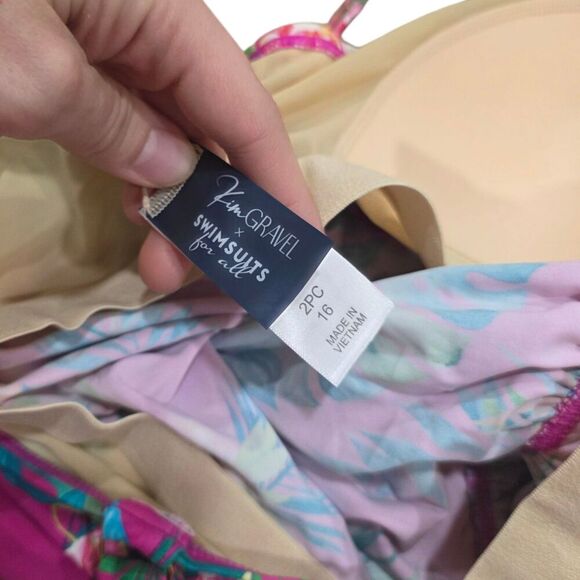 Kim GRAVEL
x
SWIMSUITS
for all
2PC
16
MADE IN
VIETNAM